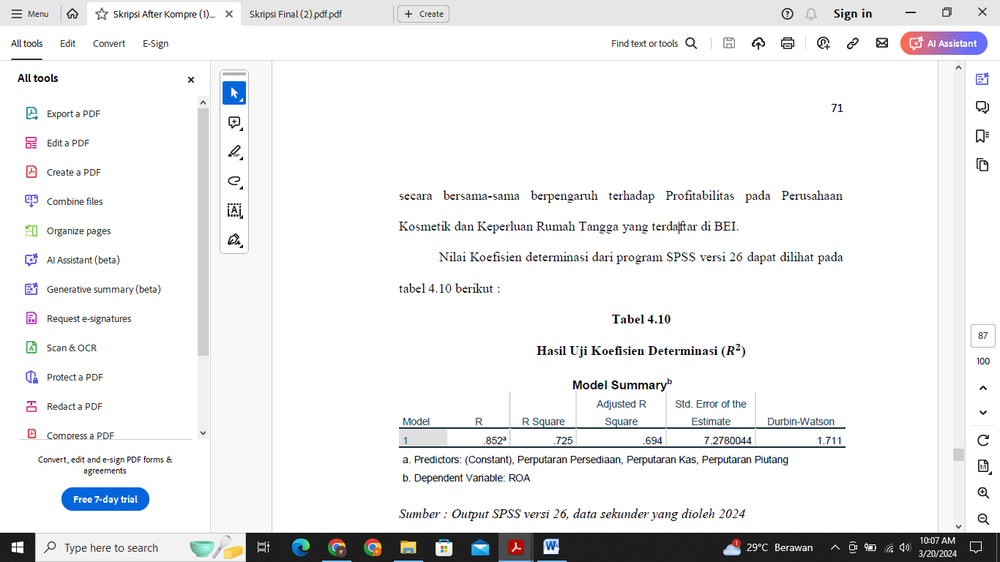 Menu
Skripsi After Kompre (1)....
Skripsi Final (2).pdf.pdf
Create
Sign in
All tools
Edit
Convert
E-Sign
Find text or tools
AI Assistant
All tools
Export a PDF
Edit a PDF
Create a PDF
Combine files
Organize pages
AI Assistant (beta)
Generative summary (beta)
Request e-signatures
Scan & OCR
Protect a PDF
Redact a PDF
Compress a PDF
Convert, edit and e-sign PDF forms &
agreements
Free 7-day trial
71
secara bersama-sama berpengaruh terhadap Profitabilitas pada Perusahaan
Kosmetik dan Keperluan Rumah Tangga yang terdaftar di BEI.
Nilai Koefisien determinasi dari program SPSS versi 26 dapat dilihat pada
tabel 4.10 berikut :
Tabel 4.10
Hasil Uji Koefisien Determinasi (R²)
Model Summaryᵇ
Model R R Square Adjusted R Square Std. Error of the Estimate Durbin-Watson
1 .852ᵃ .725 .694 7.2780044 1.711
a. Predictors: (Constant), Perputaran Persediaan, Perputaran Kas, Perputaran Piutang
b. Dependent Variable: ROA
Sumber : Output SPSS versi 26, data sekunder yang dioleh 2024
87
100
1:1
Type here to search
1
29°C Berawan
10:07 AM
3/20/2024